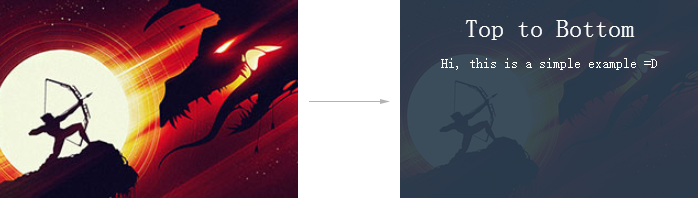 Top to Bottom
Hi, this is a simple example =D